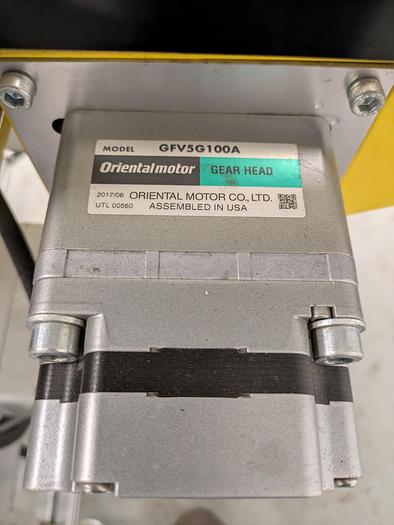 MODEL GFV5G100A
Orientalmotor GEAR HEAD
2017/06 ORIENTAL MOTOR CO., LTD.
UTL 00560 ASSEMBLED IN USA